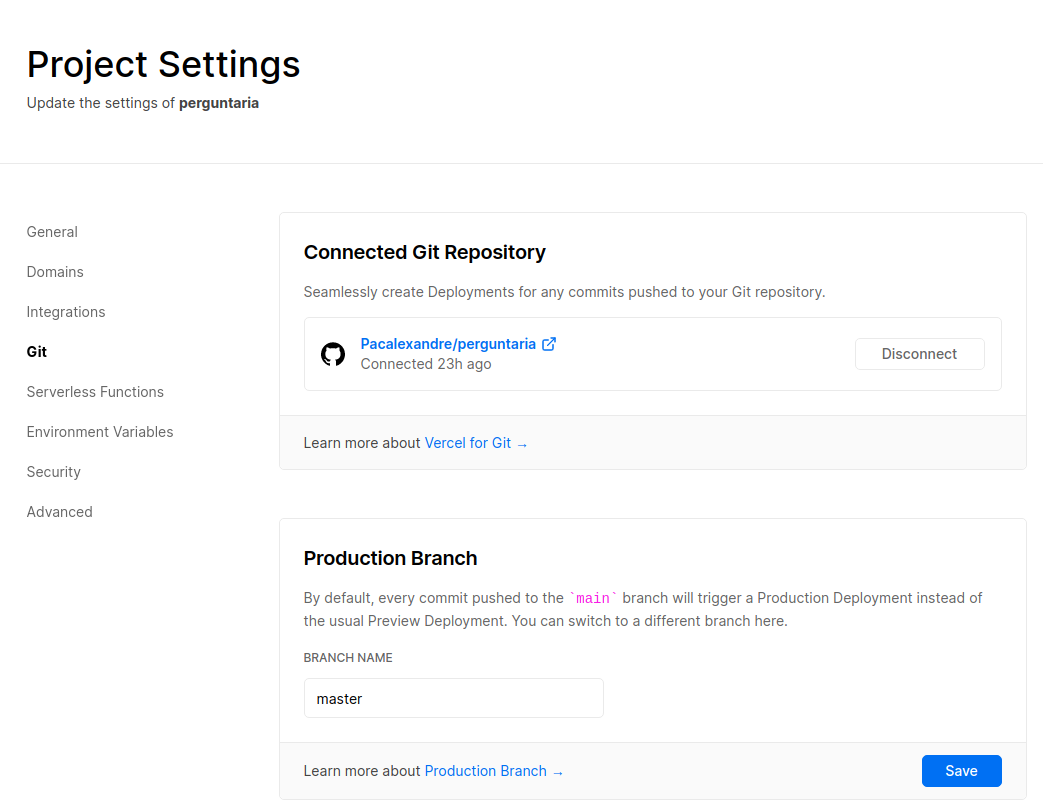 Project Settings
Update the settings of perguntaria
General
Domains
Integrations
Git
Serverless Functions
Environment Variables
Security
Advanced
Connected Git Repository
Seamlessly create Deployments for any commits pushed to your Git repository.
Pacalexandre/perguntaria
Connected 23h ago
Disconnect
Learn more about Vercel for Git →
Production Branch
By default, every commit pushed to the `main` branch will trigger a Production Deployment instead of
the usual Preview Deployment. You can switch to a different branch here.
BRANCH NAME
master
Learn more about Production Branch →
Save